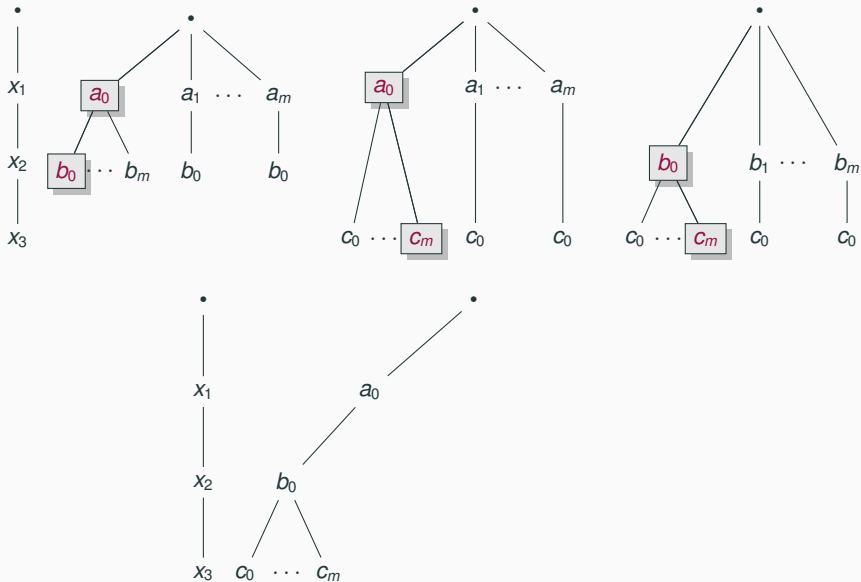 x₁ a₀ a₁ ··· aₘ a₀ a₁ ··· aₘ
x₂ b₀ ··· bₘ b₀ b₀ b₀ b₁ ··· bₘ
x₃ c₀ ··· cₘ c₀ c₀ c₀ ··· cₘ c₀ c₀
x₁ a₀
x₂ b₀
x₃ c₀ ··· cₘ